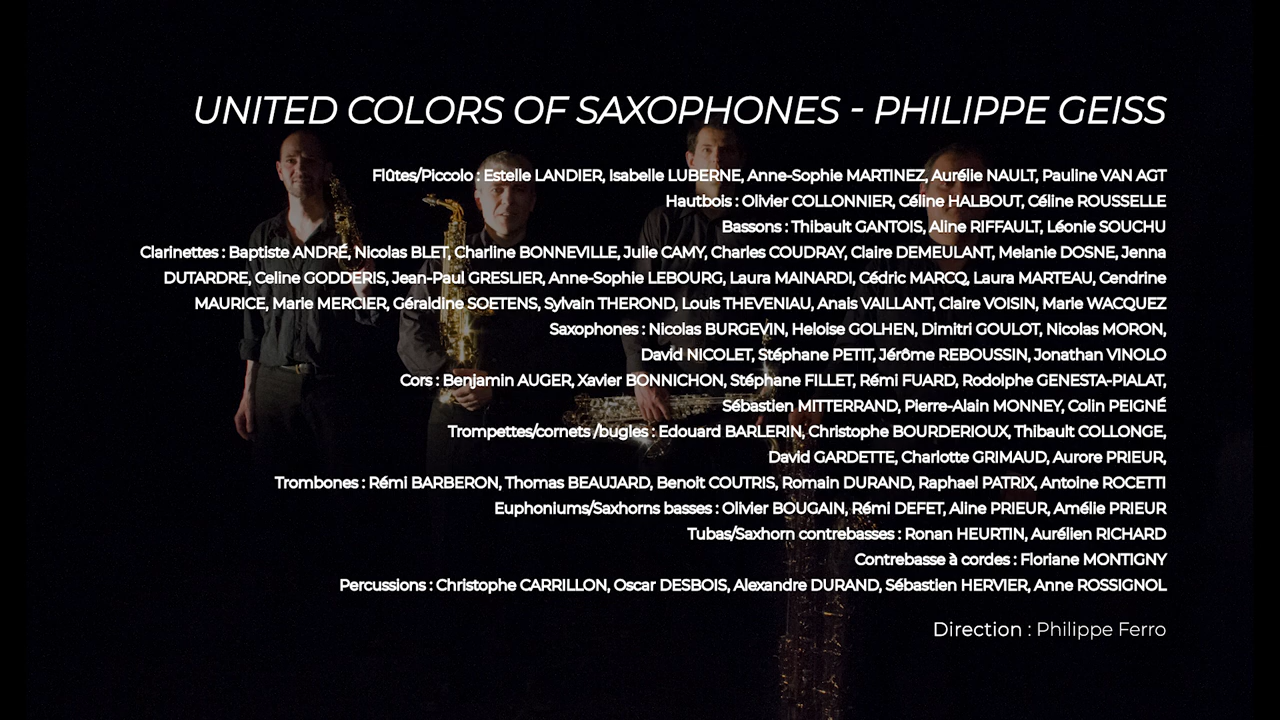 UNITED COLORS OF SAXOPHONES - PHILIPPE GEISS
Flûtes/Piccolo : Estelle LANDIER, Isabelle LUBERNE, Anne-Sophie MARTINEZ, Aurélie NAULT, Pauline VAN AGT
Hautbois : Olivier COLLONNIER, Céline HALBOUT, Céline ROUSSELLE
Bassons : Thibault GANTOIS, Aline RIFFAULT, Léonie SOUCHU
Clarinettes : Baptiste ANDRÉ, Nicolas BLET, Charline BONNEVILLE, Julie CAMY, Charles COUDRAY, Claire DEMEULANT, Melanie DOSNE, Jenna
DUTARDRE, Celine GODDERIS, Jean-Paul GRESLIER, Anne-Sophie LEBOURG, Laura MAINARDI, Cédric MARCQ, Laura MARTEAU, Cendrine
MAURICE, Marie MERCIER, Géraldine SOETENS, Sylvain THEROND, Louis THEVENIAU, Anais VAILLANT, Claire VOISIN, Marie WACQUEZ
Saxophones : Nicolas BURGEVIN, Heloise GOLHEN, Dimitri GOULOT, Nicolas MORON,
David NICOLET, Stéphane PETIT, Jérôme REBOUSSIN, Jonathan VINOLO
Cors : Benjamin AUGER, Xavier BONNICHON, Stéphane FILLET, Rémi FUARD, Rodolphe GENESTA-PIALAT,
Sébastien MITTERRAND, Pierre-Alain MONNEY, Colin PEIGNÉ
Trompettes/cornets /bugles : Edouard BARLERIN, Christophe BOURDERIOUX, Thibault COLLONGE,
David GARDETTE, Charlotte GRIMAUD, Aurore PRIEUR,
Trombones : Rémi BARBERON, Thomas BEAUJARD, Benoit COUTRIS, Romain DURAND, Raphael PATRIX, Antoine ROCETTI
Euphoniums/Saxhorns basses : Olivier BOUGAIN, Rémi DEFET, Aline PRIEUR, Amélie PRIEUR
Tubas/Saxhorn contrebasses : Ronan HEURTIN, Aurélien RICHARD
Contrebasse à cordes : Floriane MONTIGNY
Percussions : Christophe CARRILLON, Oscar DESBOIS, Alexandre DURAND, Sébastien HERVIER, Anne ROSSIGNOL
Direction : Philippe Ferro